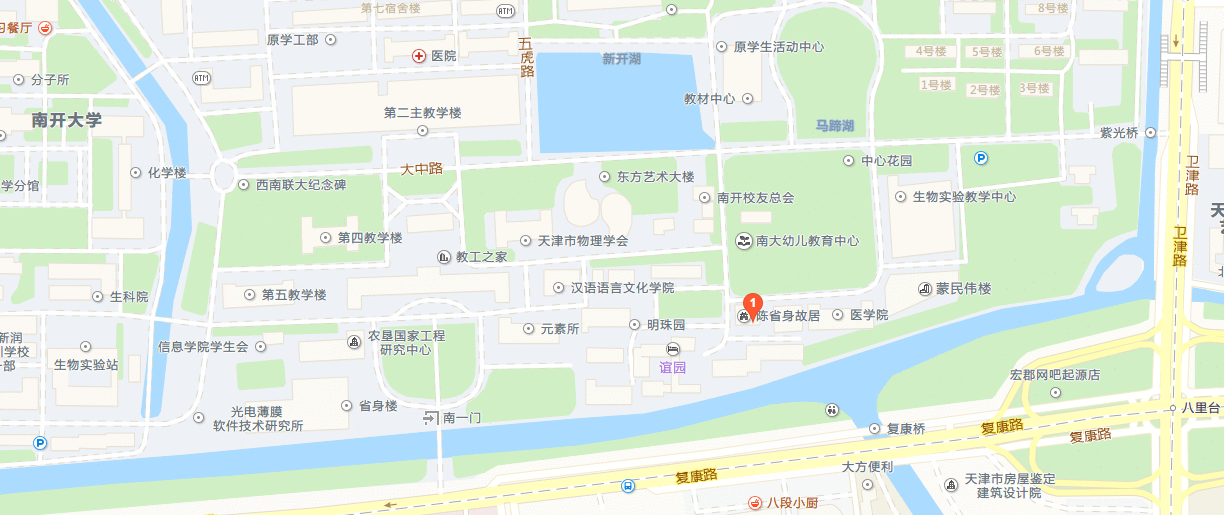 第七宿舍楼
ATM
8号楼
习餐厅
原学工部
医院
五虎路
新开湖
原学生活动中心
4号楼
5号楼
6号楼
分子所
ATM
1号楼
2号楼
3号楼
教材中心
南开大学
第二主教学楼
马蹄湖
紫光桥
化学楼
大中路
中心花园
P
卫津路
学分馆
西南联大纪念碑
东方艺术大楼
南开校友总会
生物实验教学中心
天
第四教学楼
天津市物理学会
南大幼儿教育中心
卫津路
教工之家
北
生科院
第五教学楼
汉语语言文化学院
蒙民伟楼
1
陈省身故居
医学院
新润
川学校
一部
生物实验站
信息学院学生会
农垦国家工程
研究中心
元素所
明珠园
谊园
宏郡网吧起源店
光电薄膜
软件技术研究所
省身楼
南一门
八里台
P
复康桥
复康路
复康路
复康路
大方便利
天津市房屋鉴定
建筑设计院
八段小厨